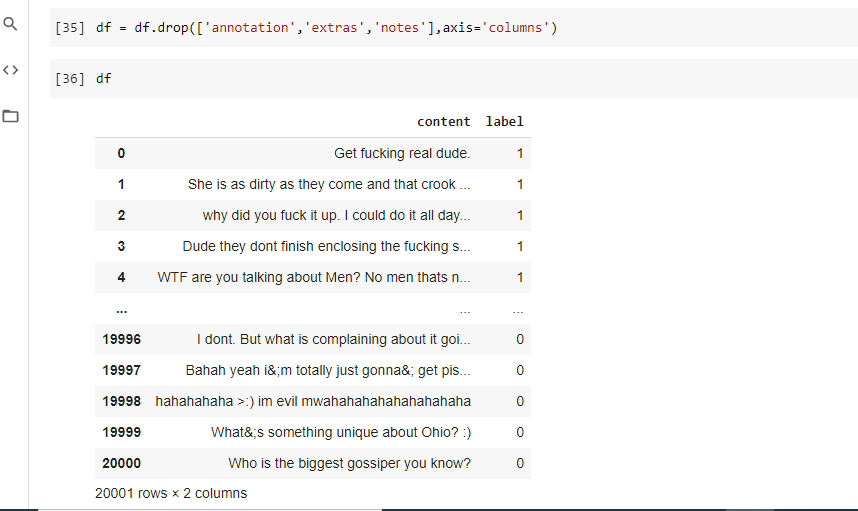 [35] df = df.drop(['annotation','extras','notes'],axis='columns')
[36] df
content label
0 Get fucking real dude. 1
1 She is as dirty as they come and that crook ... 1
2 why did you fuck it up. I could do it all day... 1
3 Dude they dont finish enclosing the fucking s... 1
4 WTF are you talking about Men? No men thats n... 1
... ... ...
19996 I dont. But what is complaining about it goi... 0
19997 Bahah yeah i&;m totally just gonna&; get pis... 0
19998 hahahahaha >:) im evil mwahahahahahahahahaha 0
19999 What&;s something unique about Ohio? :) 0
20000 Who is the biggest gossiper you know? 0
20001 rows × 2 columns